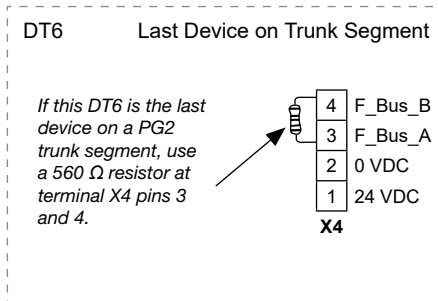 DT6 Last Device on Trunk Segment
If this DT6 is the last
device on a PG2
trunk segment, use
a 560 Ω resistor at
terminal X4 pins 3
and 4.
4 F_Bus_B
3 F_Bus_A
2 0 VDC
1 24 VDC
X4